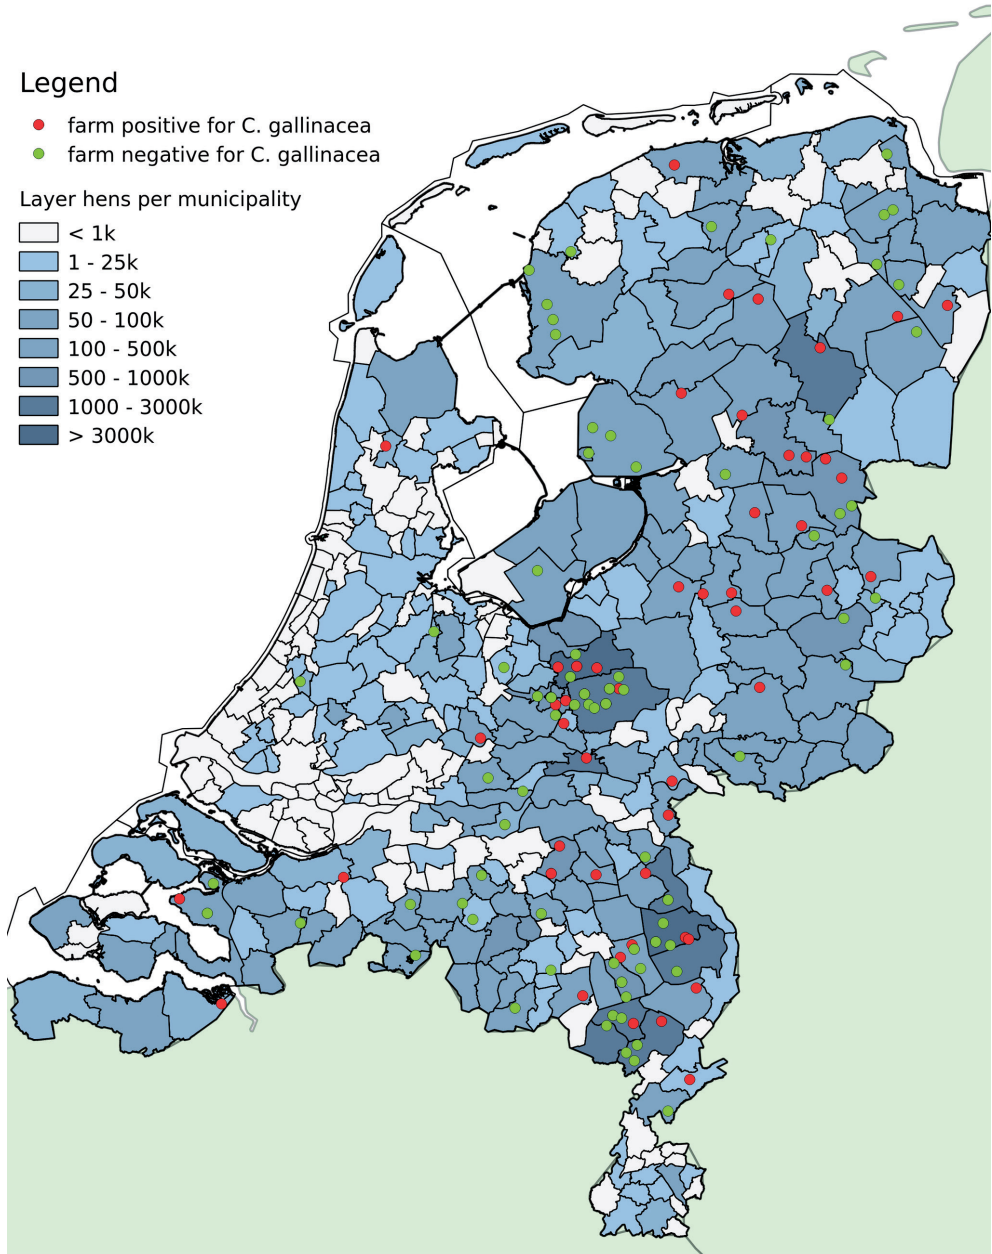 Legend
farm positive for C. gallinacea
farm negative for C. gallinacea
Layer hens per municipality
< 1k
1 - 25k
25 - 50k
50 - 100k
100 - 500k
500 - 1000k
1000 - 3000k
> 3000k